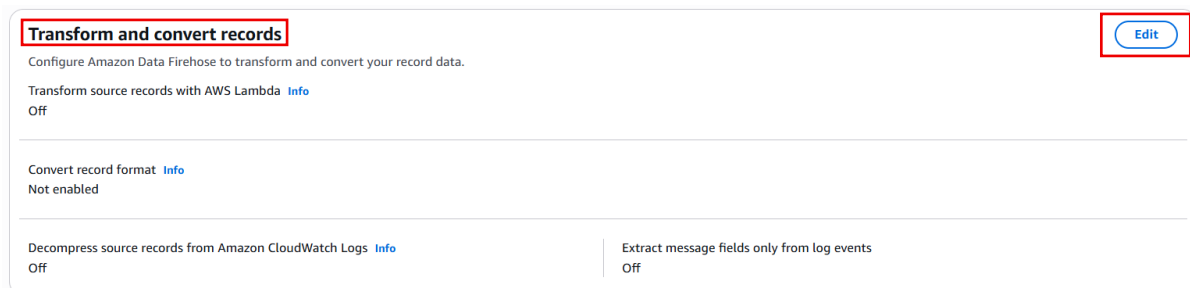 Transform and convert records
Edit
Configure Amazon Data Firehose to transform and convert your record data.
Transform source records with AWS Lambda Info
Off
Convert record format Info
Not enabled
Decompress source records from Amazon CloudWatch Logs Info
Off
Extract message fields only from log events
Off